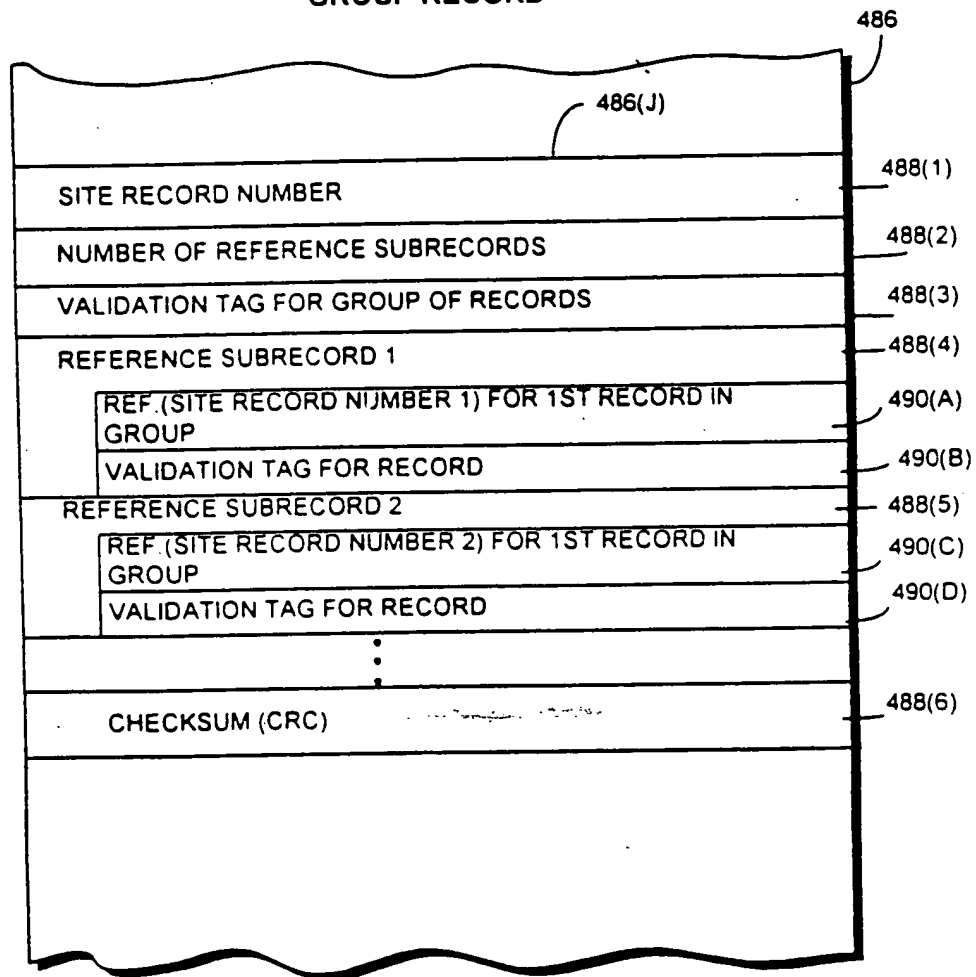 GROUP RECORD
486
486(J)
SITE RECORD NUMBER 488(1)
NUMBER OF REFERENCE SUBRECORDS 488(2)
VALIDATION TAG FOR GROUP OF RECORDS 488(3)
REFERENCE SUBRECORD 1 488(4)
REF.(SITE RECORD NUMBER 1) FOR 1ST RECORD IN 490(A)
GROUP
VALIDATION TAG FOR RECORD 490(B)
REFERENCE SUBRECORD 2 488(5)
REF.(SITE RECORD NUMBER 2) FOR 1ST RECORD IN 490(C)
GROUP
VALIDATION TAG FOR RECORD 490(D)
CHECKSUM (CRC) 488(6)